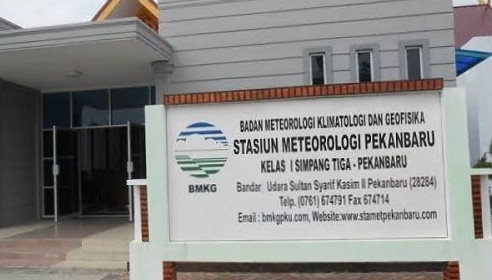 BADAN METEOROLOGI KLIMATOLOGI DAN GEOFISIKA
STASIUN METEOROLOGI PEKANBARU
KELAS I SIMPANG TIGA - PEKANBARU
BMKG
Bandar Udara Sultan Syarif Kasim II Pekanbaru (28284)
Telp. (0761) 674791 Fax 674714
Email : bmkgpku.com, Website:www.stametpekanbaru.com